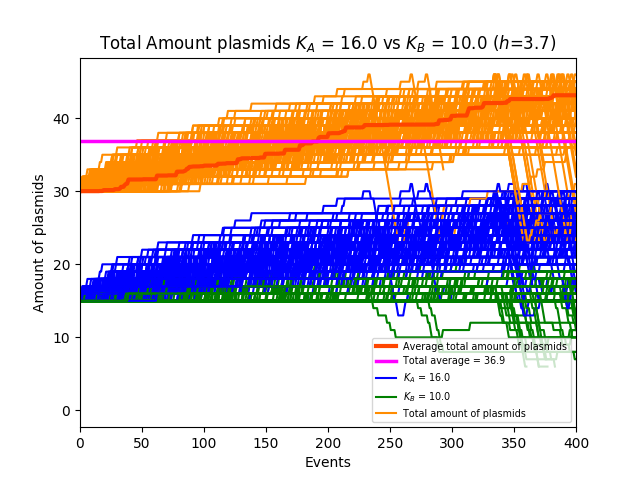 Total Amount plasmids K_A = 16.0 vs K_B = 10.0 (h=3.7)
Amount of plasmids
40
30
20
10
0
Average total amount of plasmids
Total average = 36.9
K_A = 16.0
K_B = 10.0
Total amount of plasmids
0 50 100 150 200 250 300 350 400
Events